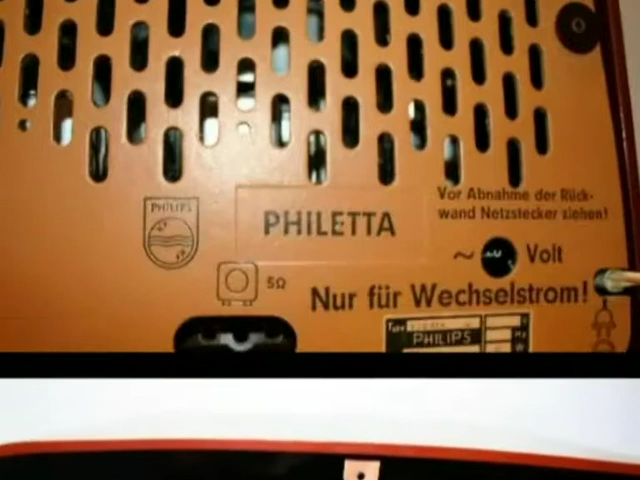 Vor Abnahme der Rück-
wand Netzstecker ziehen!
PHILIPS
PHILETTA
~ Volt
5Ω
Nur für Wechselstrom!
PHILIPS